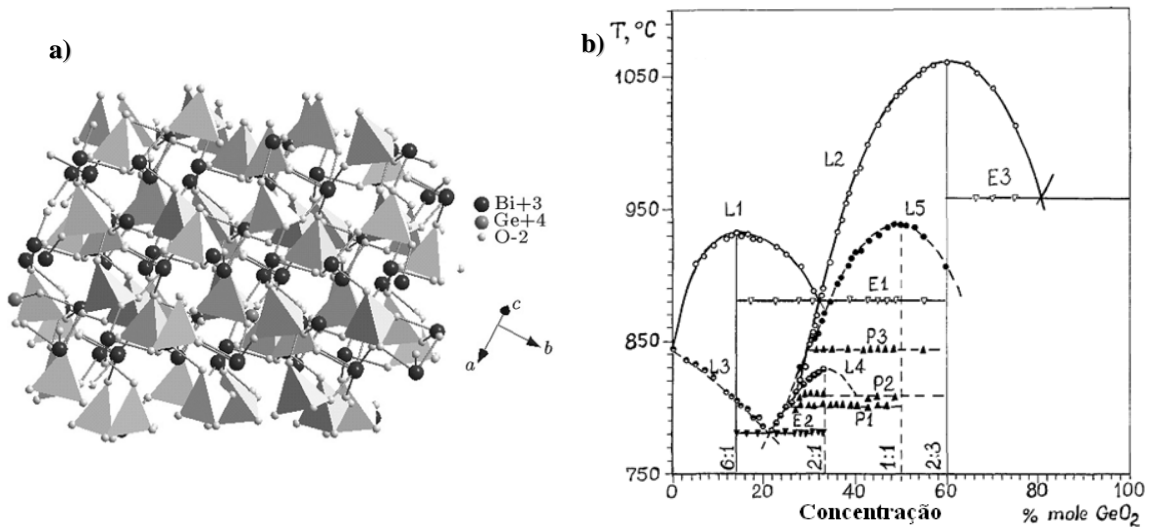 a)
Bi+3
Ge+4
O-2
c
b
a
b)
T, °C
1050
950
850
750
L1
L2
L3
L4
L5
E1
E2
E3
P3
P2
P1
6:1
2:1
1:1
2:3
0
20
40
60
80
100
Concentração
% mole GeO2